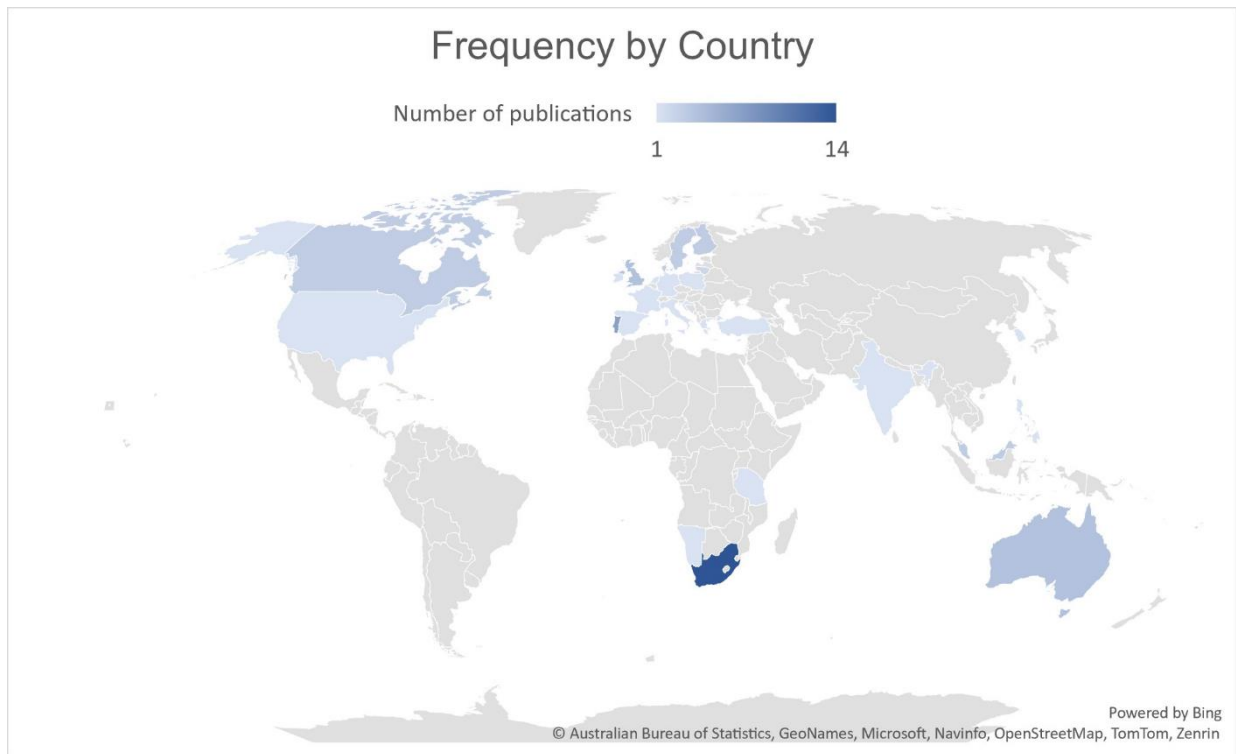 Frequency by Country
Number of publications
1 14
Powered by Bing
© Australian Bureau of Statistics, GeoNames, Microsoft, Navinfo, OpenStreetMap, TomTom, Zenrin